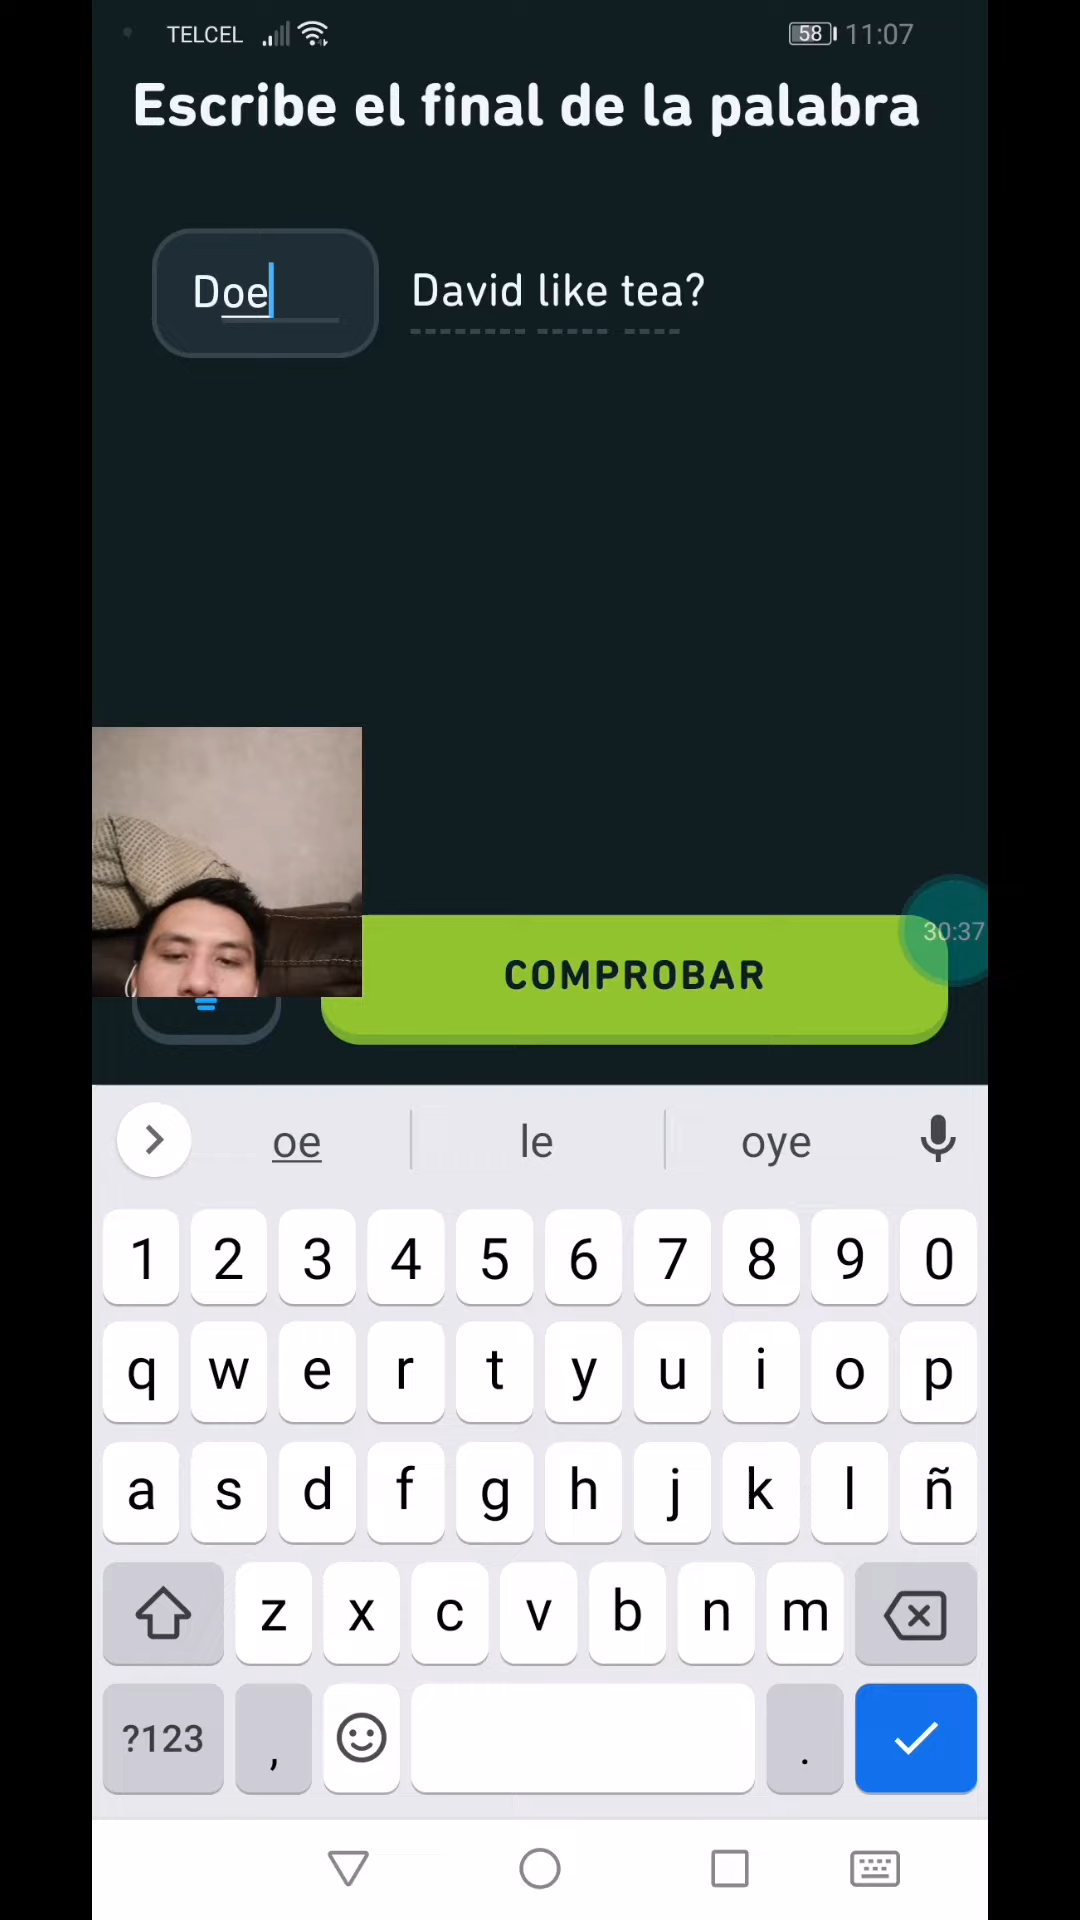 TELCEL 58 11:07
Escribe el final de la palabra
Doe David like tea?
30:37
COMPROBAR
oe le oye
1 2 3 4 5 6 7 8 9 0
q w e r t y u i o p
a s d f g h j k l ñ
z x c v b n m
?123 , .